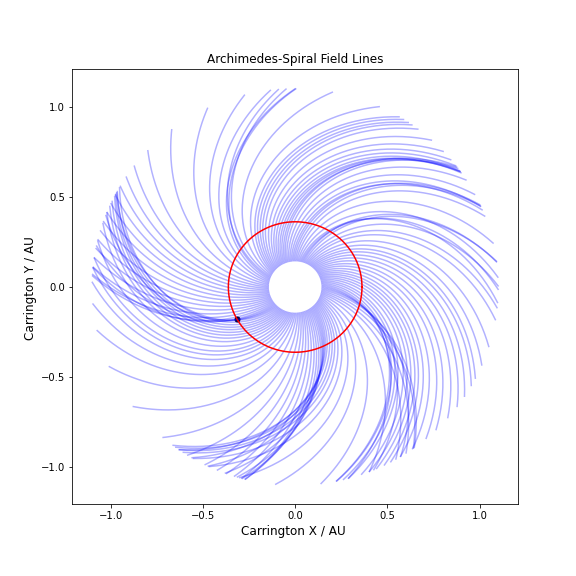 Archimedes-Spiral Field Lines
1.0
0.5
0.0
−0.5
−1.0
Carrington Y / AU
−1.0 −0.5 0.0 0.5 1.0
Carrington X / AU